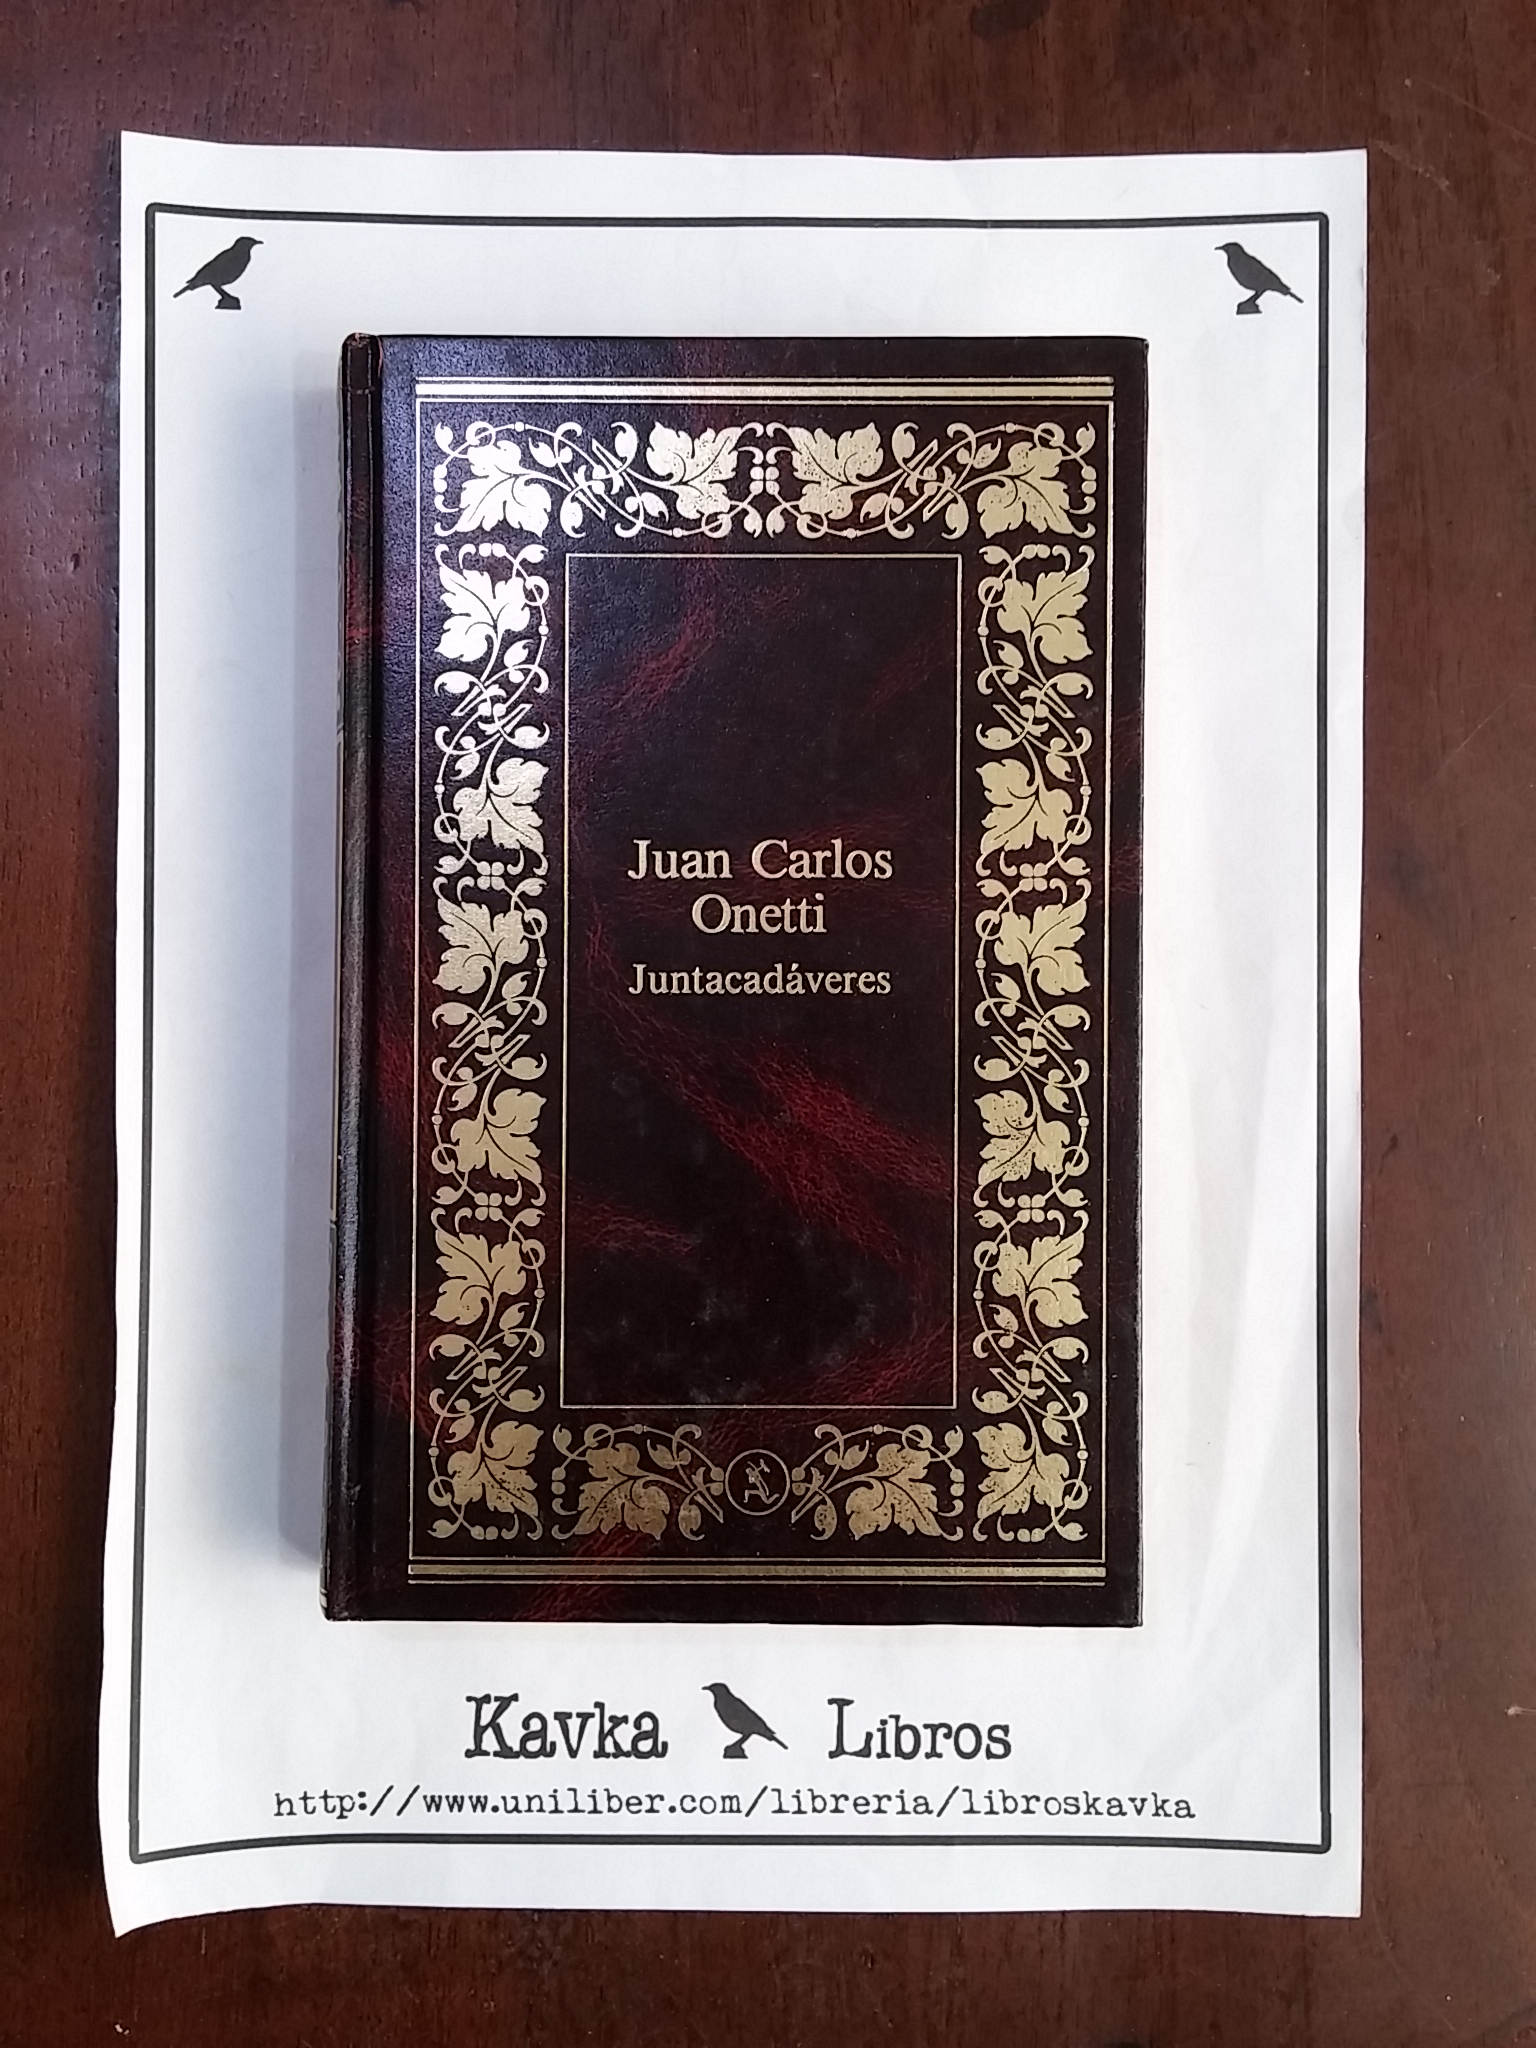 Juan Carlos
Onetti
Juntacadáveres
Kavka Libros
http://www.uniliber.com/libreria/libroskavka